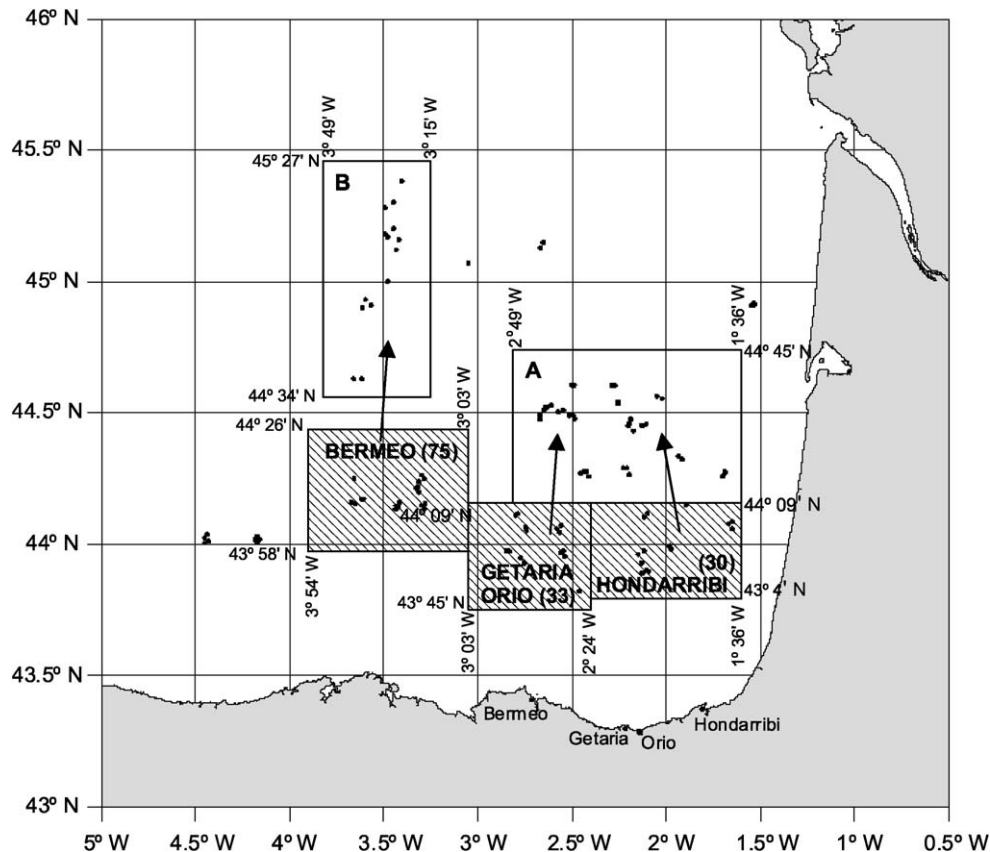 46º N
45.5º N
45º N
44.5º N
44º N
43.5º N
43º N
5º W
4.5º W
4º W
3.5º W
3º W
2.5º W
2º W
1.5º W
1º W
0.5º W
3º 49' W
3º 15' W
45º 27' N
B
44º 34' N
2º 49' W
1º 36' W
44º 45' N
A
44º 26' N
3º 03' W
BERMEO (75)
44º 09' N
44º 09' N
43º 58' N
3º 54' W
GETARIA
ORIO (33)
(30)
HONDARRIBI
43º 4' N
43º 45' N
3º 03' W
2º 24' W
1º 36' W
Bermeo
Getaria
Orio
Hondarribi